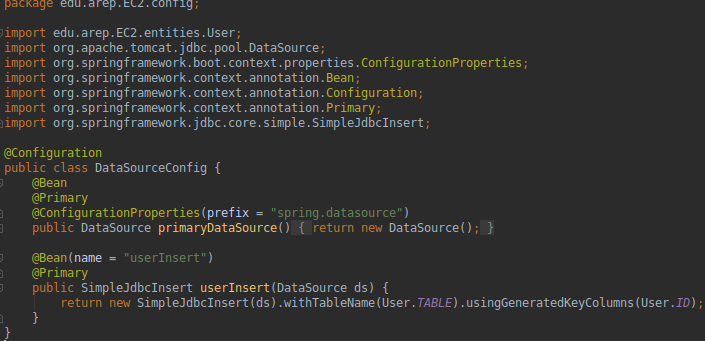 package edu.arep.EC2.config;
import edu.arep.EC2.entities.User;
import org.apache.tomcat.jdbc.pool.DataSource;
import org.springframework.boot.context.properties.ConfigurationProperties;
import org.springframework.context.annotation.Bean;
import org.springframework.context.annotation.Configuration;
import org.springframework.context.annotation.Primary;
import org.springframework.jdbc.core.simple.SimpleJdbcInsert;
@Configuration
public class DataSourceConfig {
@Bean
@Primary
@ConfigurationProperties(prefix = "spring.datasource")
public DataSource primaryDataSource() { return new DataSource(); }
@Bean(name = "userInsert")
@Primary
public SimpleJdbcInsert userInsert(DataSource ds) {
return new SimpleJdbcInsert(ds).withTableName(User.TABLE).usingGeneratedKeyColumns(User.ID);
}
}